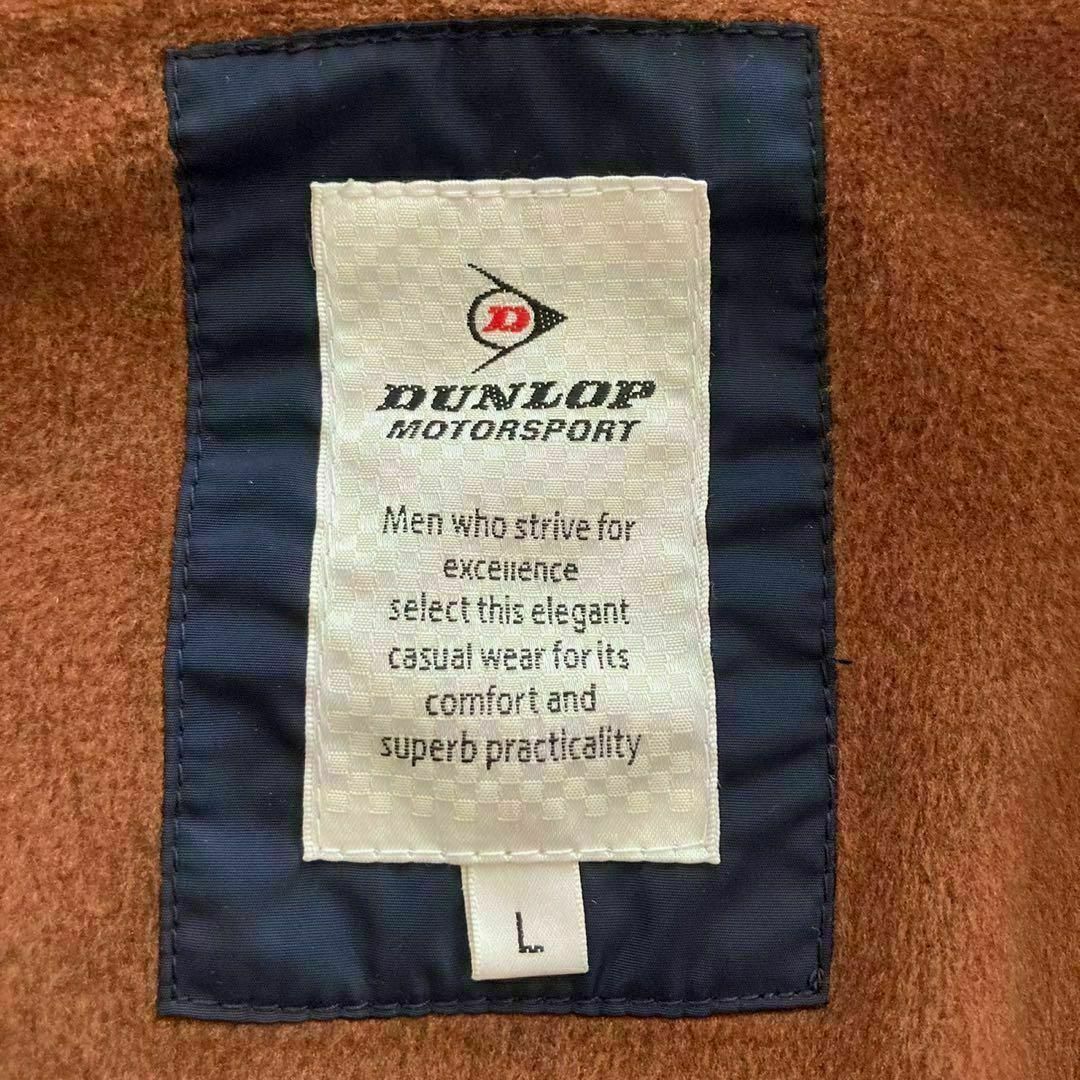 D
DUNLOP
MOTORSPORT
Men who strive for
excellence
select this elegant
casual wear for its
comfort and
superb practicality
L